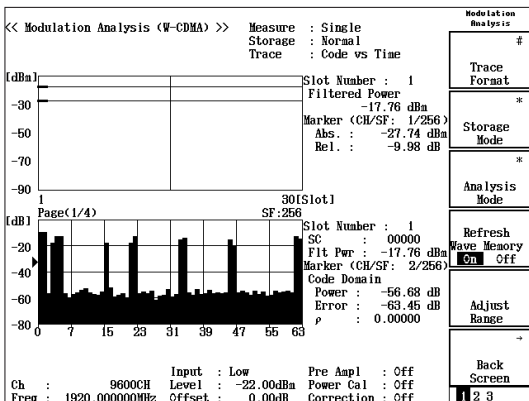 << Modulation Analysis (W-CDMA) >>
Measure : Single
Storage : Normal
Trace : Code vs Time
[dBm]
-30
-50
-70
-90
1 30[Slot]
Slot Number : 1
Filtered Power
-17.76 dBm
Marker (CH/SF: 1/256)
Abs. : -27.74 dBm
Rel. : -9.98 dB
Page(1/4) SF:256
[dB]
-20
-40
-60
-80
0 7 15 23 31 39 47 55 63
Slot Number : 1
SC : 00000
Flt Pwr : -17.76 dBm
Marker (CH/SF: 2/256)
Code Domain
Power : -56.68 dB
Error : -63.45 dB
ρ : 0.00000
Input : Low Pre Ampl : Off
Ch : 9600CH Level : -22.00dBm Power Cal : Off
Freq : 1920.000000MHz Offset : 0.00dB Correction : Off
Modulation
Analysis
#
Trace
Format
*
Storage
Mode
*
Analysis
Mode
Refresh
Wave Memory
On Off
Adjust
Range
→
Back
Screen
1 2 3